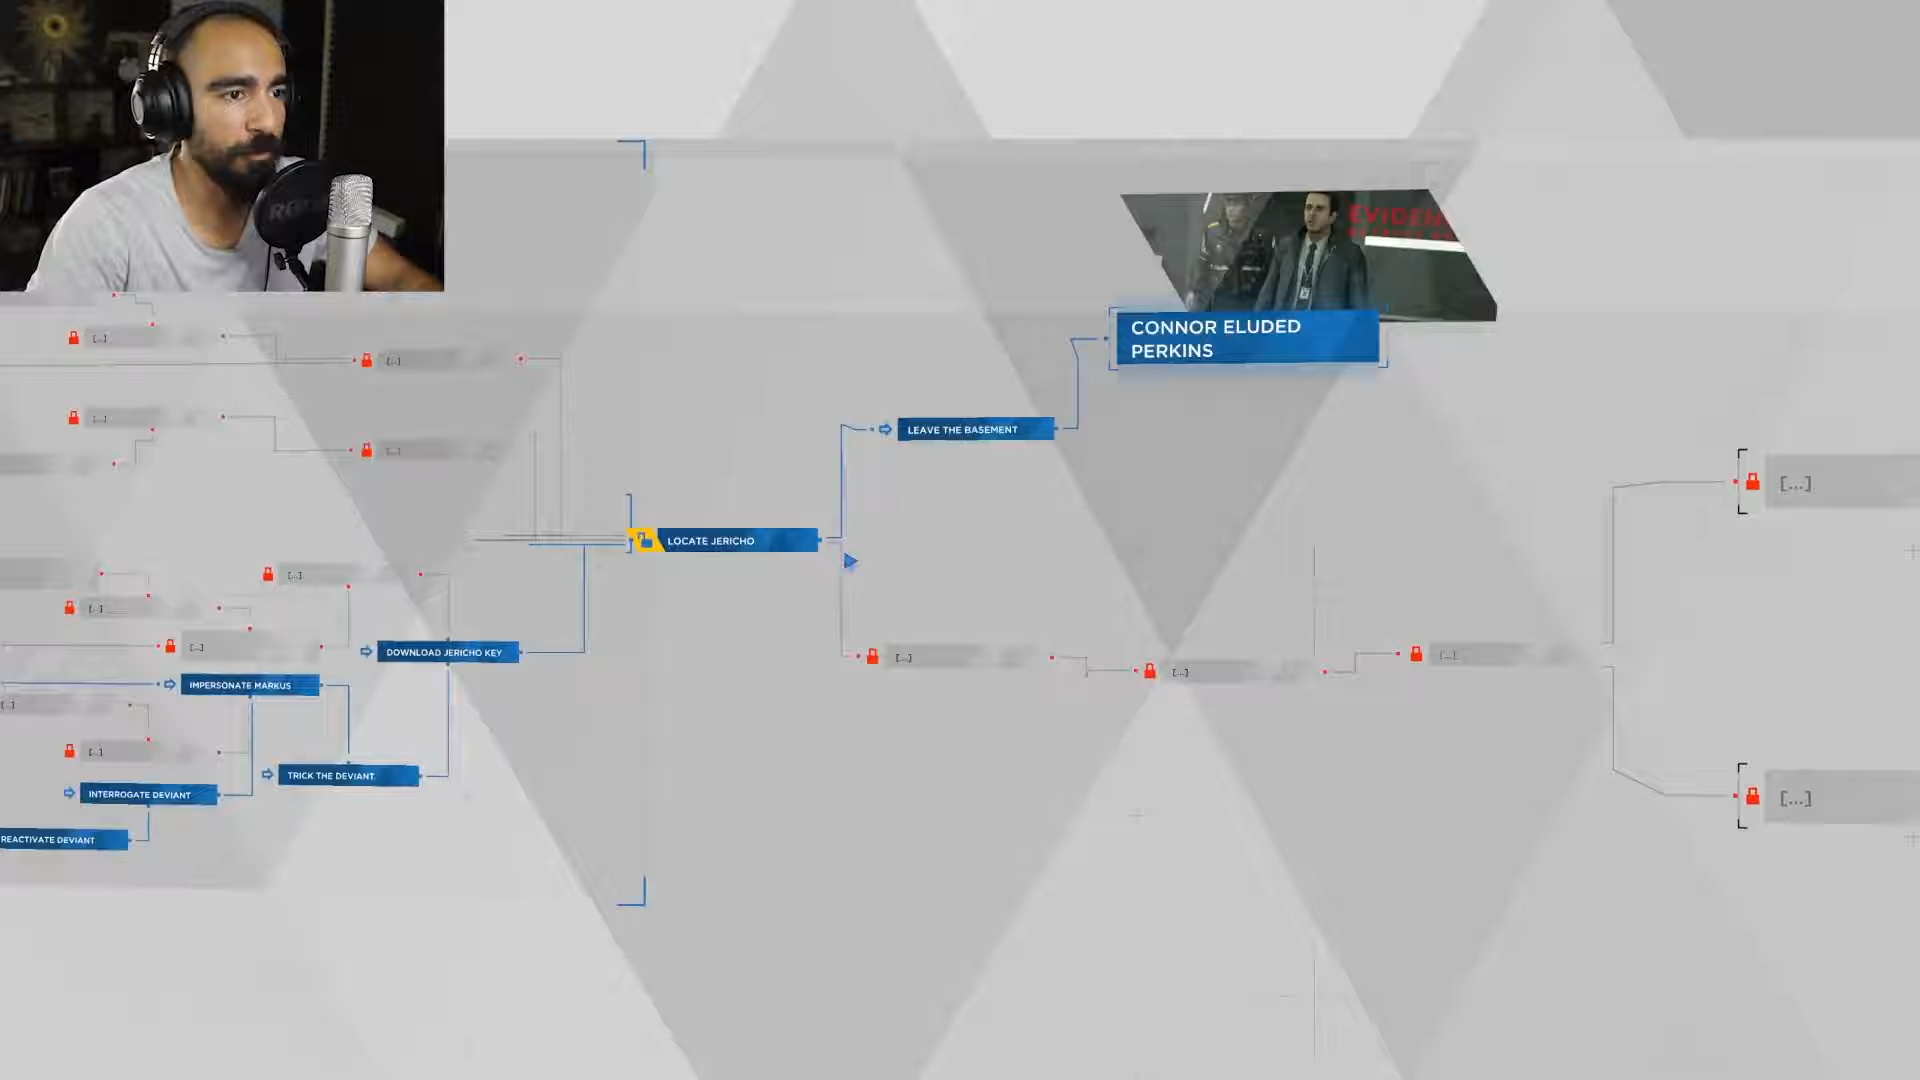 EVIDEN
CONNOR ELUDED
PERKINS
[...]
[...]
[...]
LEAVE THE BASEMENT
[...]
[...]
[...]
LOCATE JERICHO
[...]
[...]
[...]
DOWNLOAD JERICHO KEY
[...]
[...]
[...]
IMPERSONATE MARKUS
[...]
[...]
TRICK THE DEVIANT
INTERROGATE DEVIANT
[...]
REACTIVATE DEVIANT